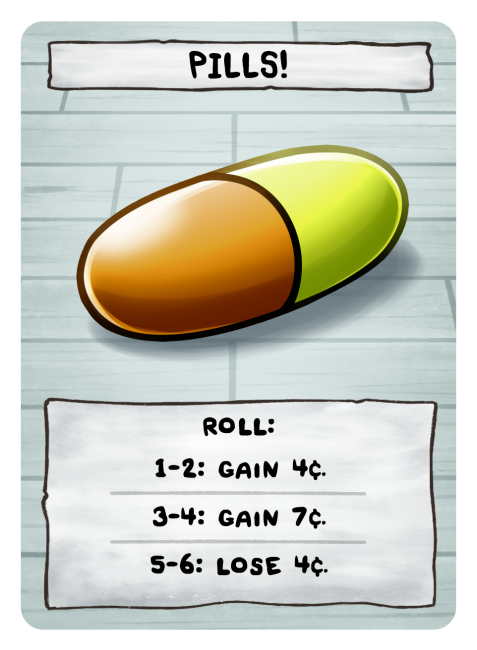 PILLS!
ROLL:
1-2: GAIN 4¢.
3-4: GAIN 7¢.
5-6: LOSE 4¢.